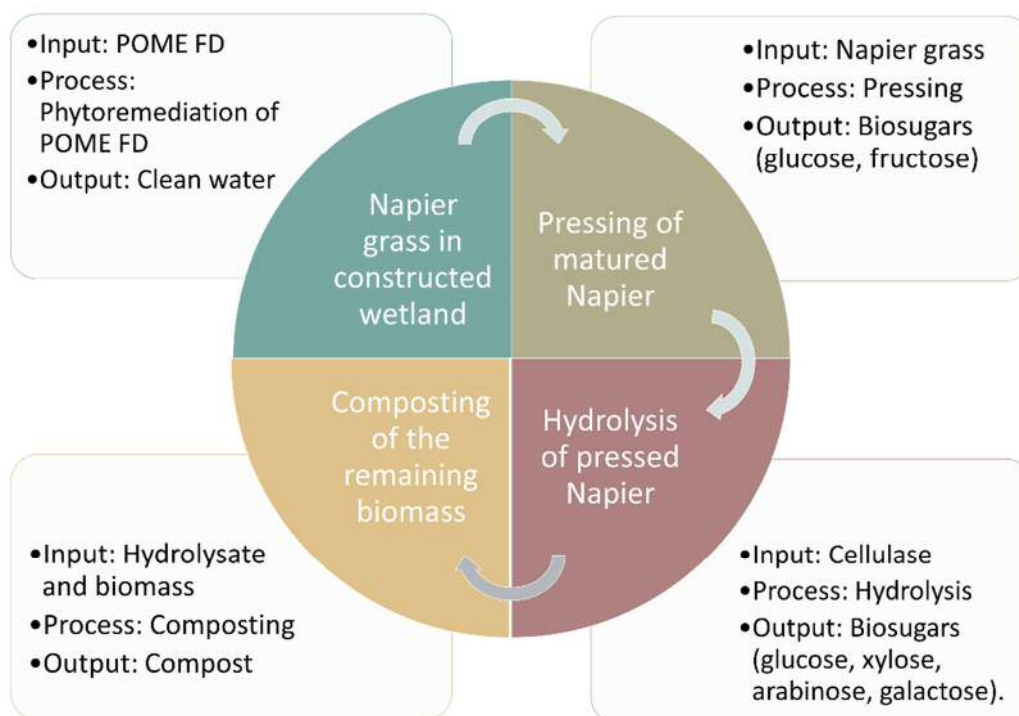 •Input: POME FD
•Process:
Phytoremediation of
POME FD
•Output: Clean water
•Input: Napier grass
•Process: Pressing
•Output: Biosugars
(glucose, fructose)
Napier
grass in
constructed
wetland
Pressing of
matured
Napier
Composting
of the
remaining
biomass
Hydrolysis
of pressed
Napier
•Input: Hydrolysate
and biomass
•Process: Composting
•Output: Compost
•Input: Cellulase
•Process: Hydrolysis
•Output: Biosugars
(glucose, xylose,
arabinose, galactose).